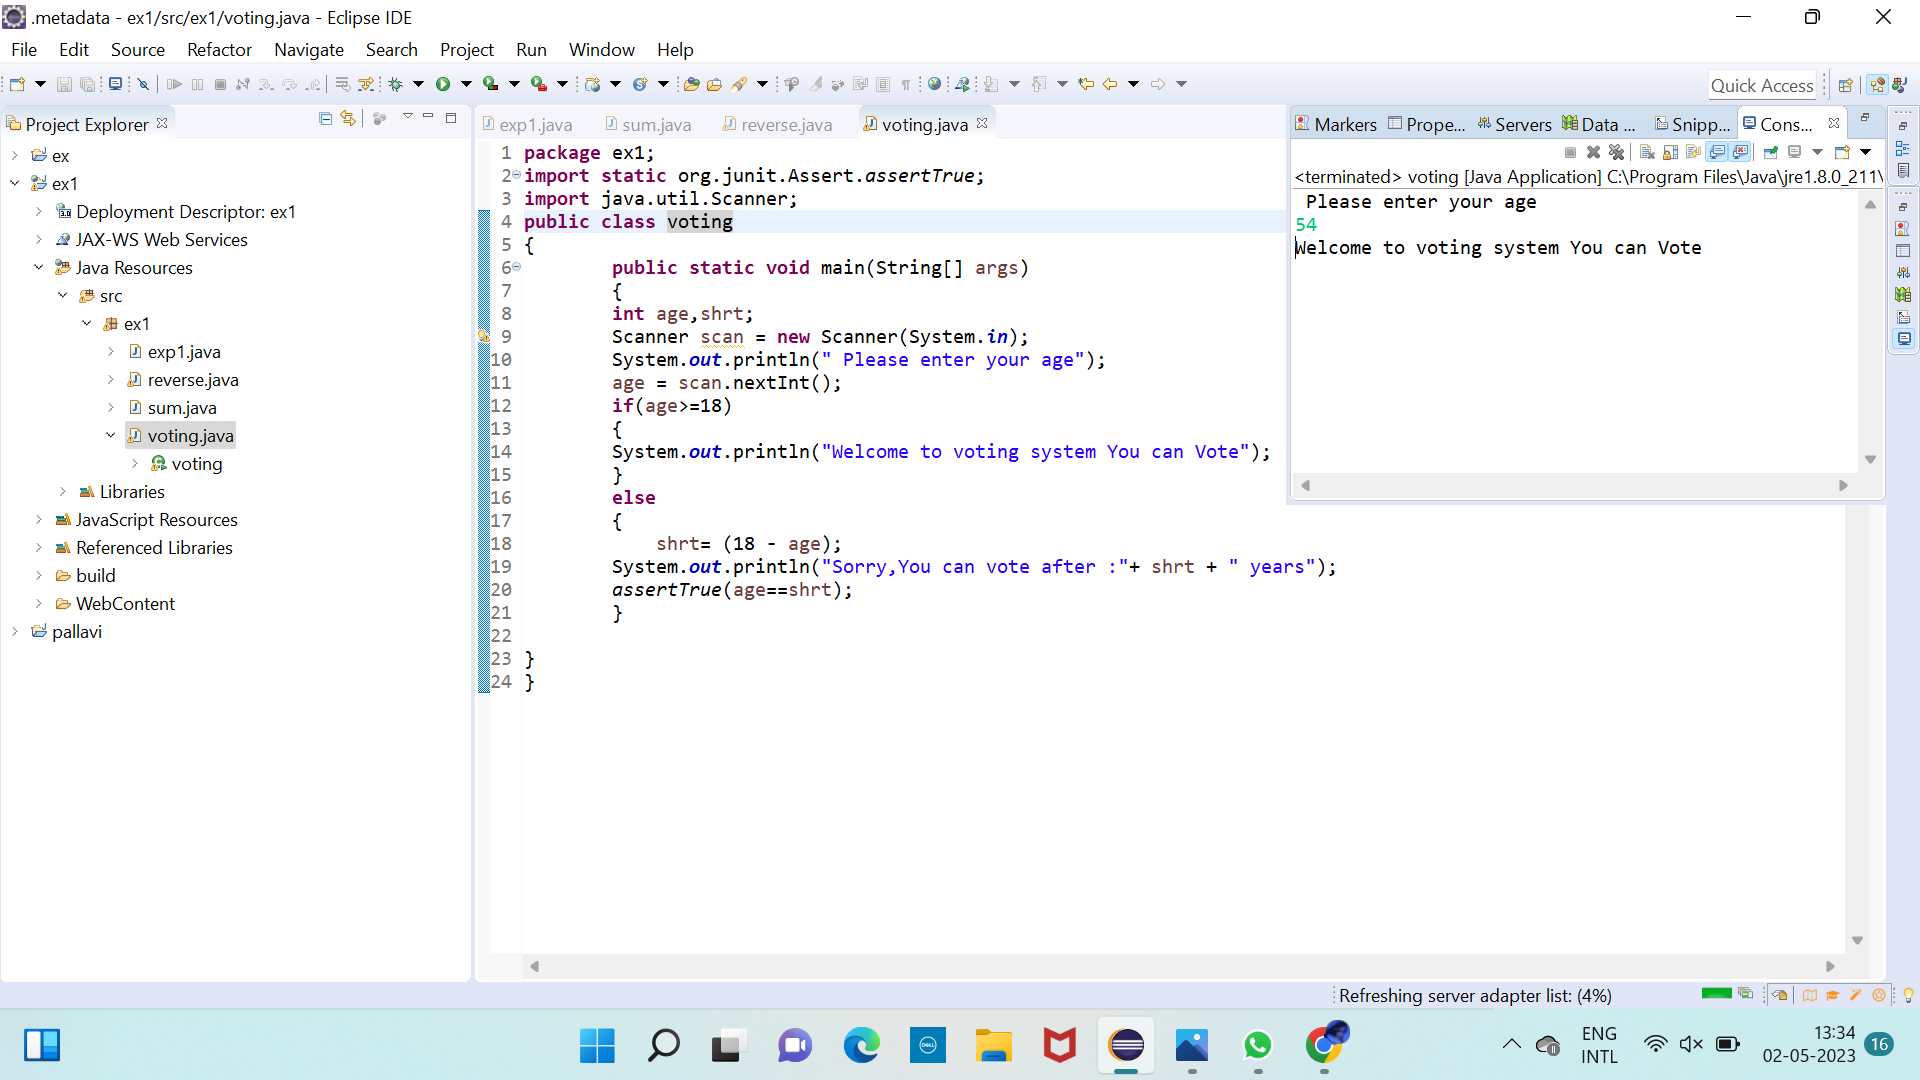 .metadata - ex1/src/ex1/voting.java - Eclipse IDE
File Edit Source Refactor Navigate Search Project Run Window Help
Quick Access
Project Explorer
ex
ex1
Deployment Descriptor: ex1
JAX-WS Web Services
Java Resources
src
ex1
exp1.java
reverse.java
sum.java
voting.java
voting
Libraries
JavaScript Resources
Referenced Libraries
build
WebContent
pallavi
exp1.java sum.java reverse.java voting.java
1 package ex1;
2 import static org.junit.Assert.assertTrue;
3 import java.util.Scanner;
4 public class voting
5 {
6 public static void main(String[] args)
7 {
8 int age,shrt;
9 Scanner scan = new Scanner(System.in);
10 System.out.println(" Please enter your age");
11 age = scan.nextInt();
12 if(age>=18)
13 {
14 System.out.println("Welcome to voting system You can Vote");
15 }
16 else
17 {
18 shrt= (18 - age);
19 System.out.println("Sorry,You can vote after :"+ shrt + " years");
20 assertTrue(age==shrt);
21 }
22
23 }
24 }
Markers Prope... Servers Data ... Snipp... Cons...
<terminated> voting [Java Application] C:\Program Files\Java\jre1.8.0_211\
Please enter your age
54
Welcome to voting system You can Vote
Refreshing server adapter list: (4%)
DELL
ENG
INTL
13:34
02-05-2023
16